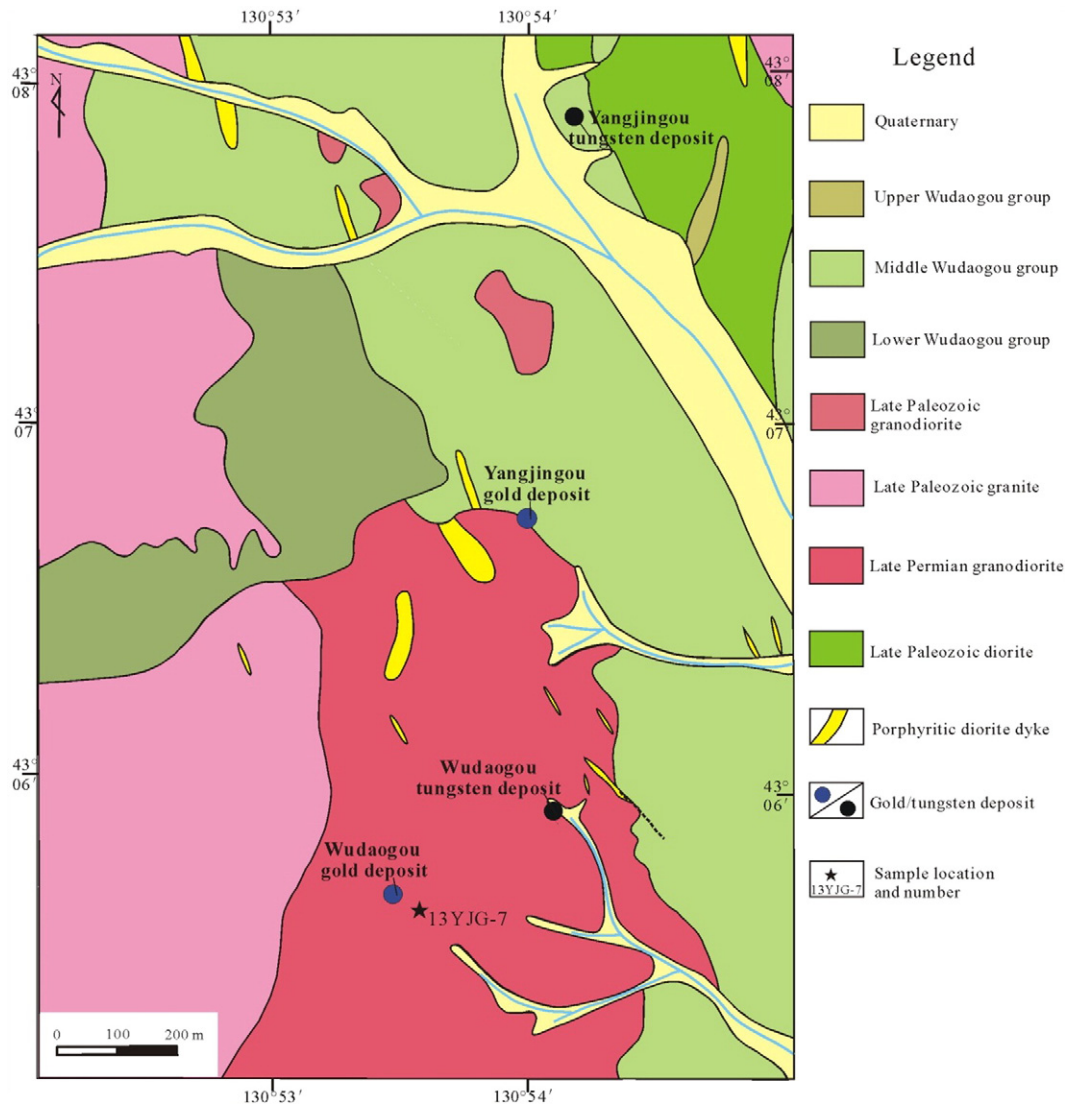 130°53′
130°54′
43°
08′
N
43°
08′
Yangjingou
tungsten deposit
43°
07′
43°
07′
Yangjingou
gold deposit
43°
06′
43°
06′
Wudaogou
tungsten deposit
Wudaogou
gold deposit
13YJG-7
0 100 200 m
130°53′
130°54′
Legend
Quaternary
Upper Wudaogou group
Middle Wudaogou group
Lower Wudaogou group
Late Paleozoic
granodiorite
Late Paleozoic granite
Late Permian granodiorite
Late Paleozoic diorite
Porphyritic diorite dyke
Gold/tungsten deposit
13YJG-7
Sample location
and number